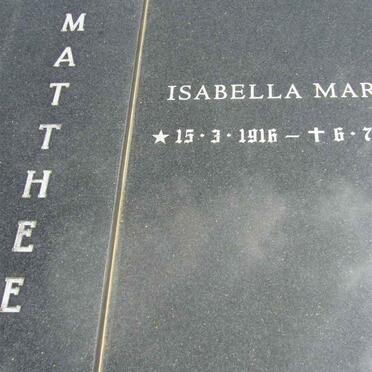 MATTHEE
ISABELLA MAR
★ 15·3·1916 — ✝ 6·7